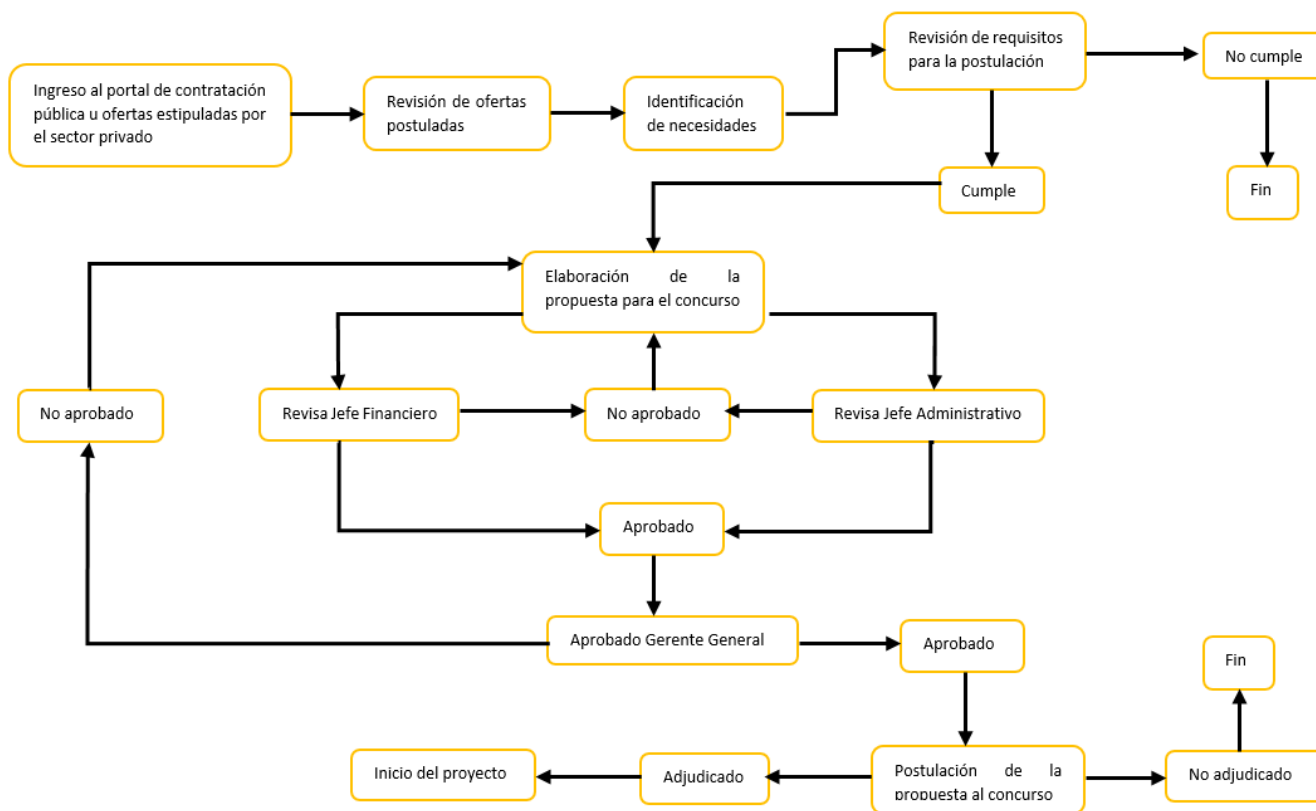 Ingreso al portal de contratación
pública u ofertas estipuladas por
el sector privado
Revisión de ofertas
postuladas
Identificación
de necesidades
Revisión de requisitos
para la postulación
No cumple
Cumple
Fin
Elaboración de la
propuesta para el concurso
No aprobado
Revisa Jefe Financiero
No aprobado
Revisa Jefe Administrativo
Aprobado
Aprobado Gerente General
Aprobado
Fin
Inicio del proyecto
Adjudicado
Postulación de la
propuesta al concurso
No adjudicado